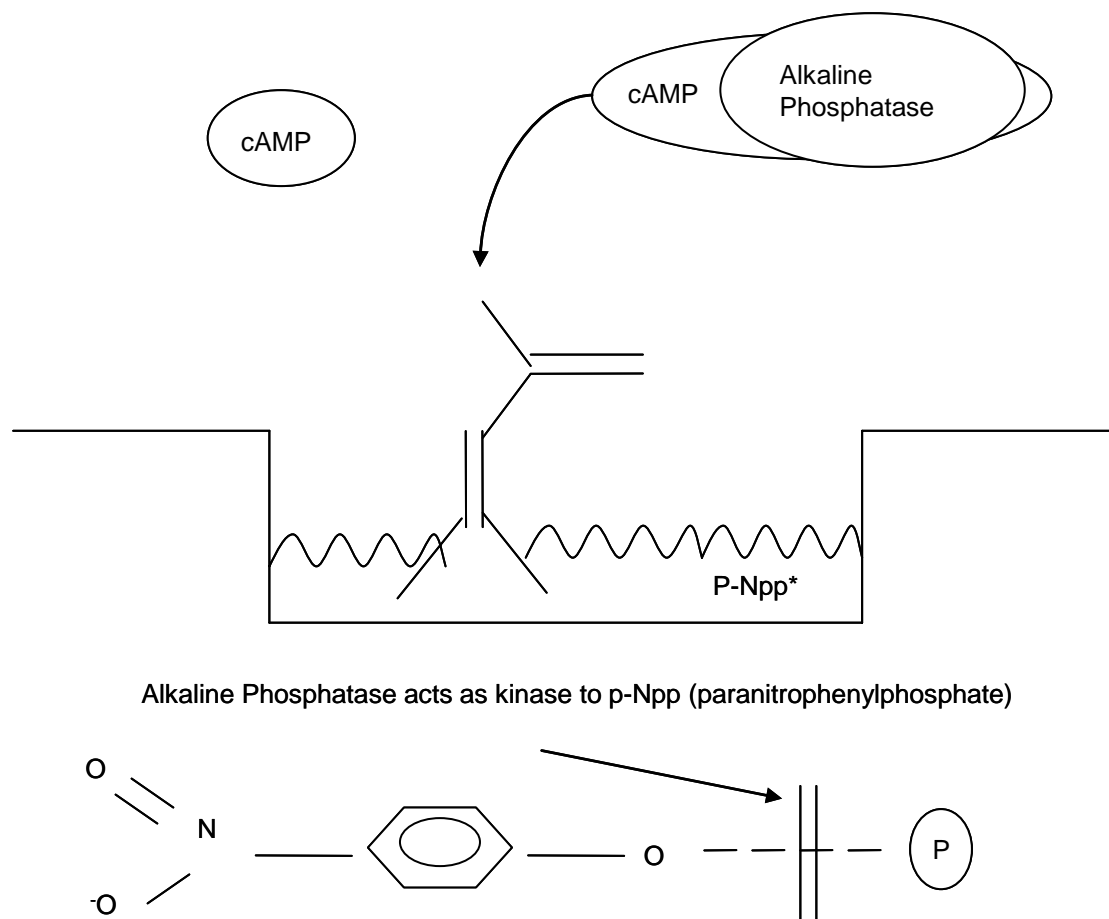 cAMP
cAMP
Alkaline
Phosphatase
P-Npp*
Alkaline Phosphatase acts as kinase to p-Npp (paranitrophenylphosphate)
O
N
O
P
-O